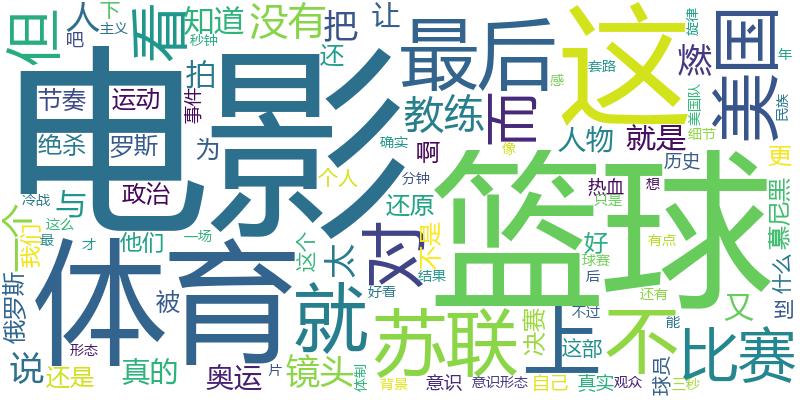 电影
篮球
体育
这
苏联
美国
最后
比赛
就
对
上
不
看
但
而
人
下
主义
吧
秒钟
知道
没有
把
让
还
拍
事件
节奏
运动
绝杀
罗斯
为
政治
教练
啊
燃
旋律
套路
感
年
民族
美国队
细节
人物
就是
确实
像
个人
分钟
热血
想
历史
更
冷战
一个
与
我们
这么
最
才
他们
一场
这个
太
还原
不是
好
只是
有点
球赛
慕尼黑
什么
到
又
后
还有
结果
好看
决赛
这部
不过
能
俄罗斯
被
说
形态
还是
真的
奥运
片
镜头
体制
背景
意识
意识形态
自己
真实
观众
球员
三秒